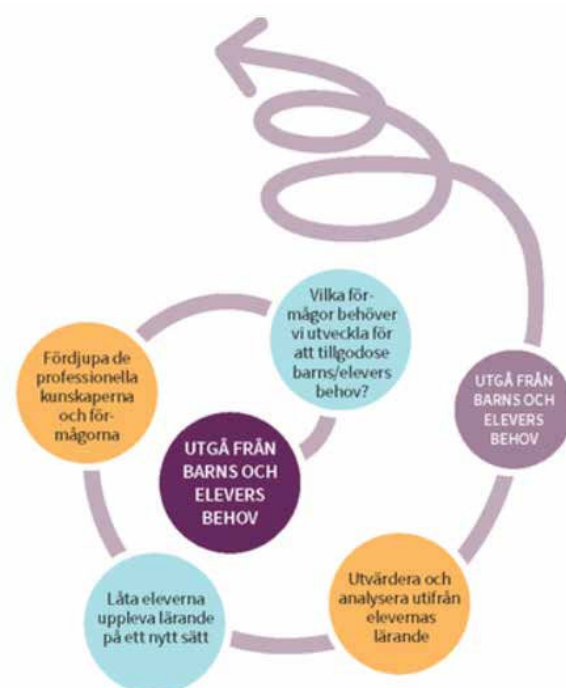 UTGÅ FRÅN
BARNS OCH
ELEVERS
BEHOV
Vilka för-
mågor behöver
vi utveckla för
att tillgodose
barns/elevers
behov?
Fördjupa de
professionella
kunskaperna
och för-
mågorna
Låta eleverna
uppleva lärande
på ett nytt sätt
Utvärdera och
analysera utifrån
elevernas
lärande
UTGÅ FRÅN
BARNS OCH
ELEVERS
BEHOV